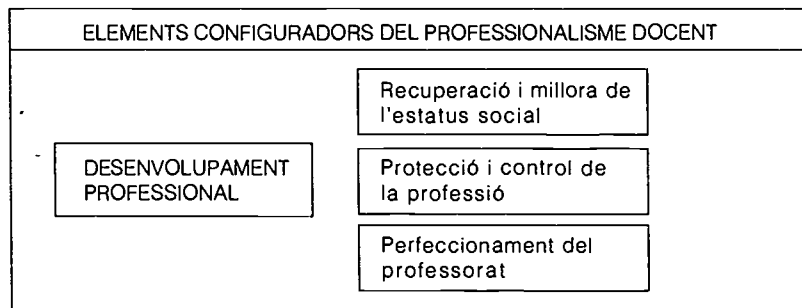 ELEMENTS CONFIGURADORS DEL PROFESSIONALISME DOCENT
Recuperació i millora de
l'estatus social
DESENVOLUPAMENT
PROFESSIONAL
Protecció i control de
la professió
Perfeccionament del
professorat